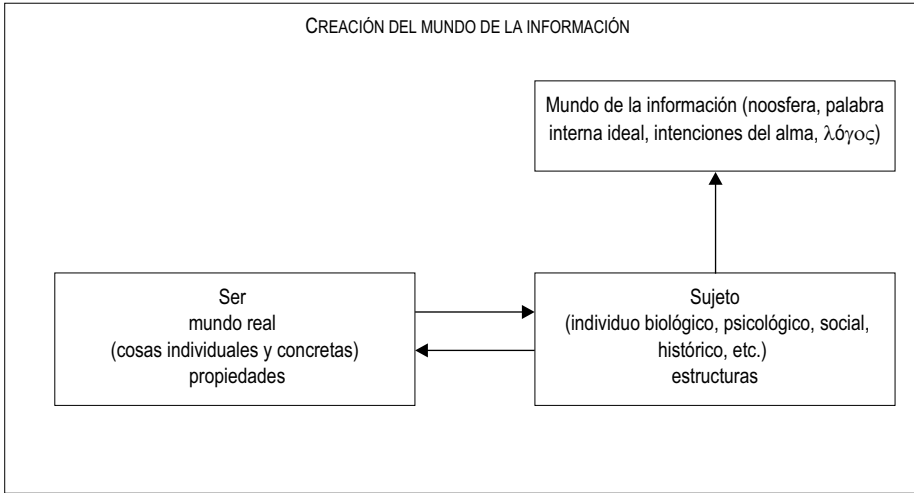 CREACIÓN DEL MUNDO DE LA INFORMACIÓN
Mundo de la información (noosfera, palabra
interna ideal, intenciones del alma, λόγος)
Ser
mundo real
(cosas individuales y concretas)
propiedades
Sujeto
(individuo biológico, psicológico, social,
histórico, etc.)
estructuras